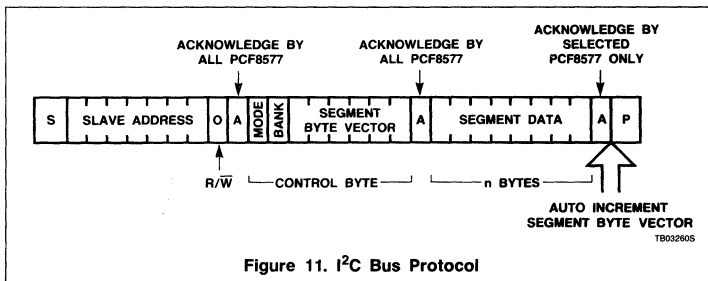 ACKNOWLEDGE BY
ALL PCF8577
ACKNOWLEDGE BY
ALL PCF8577
ACKNOWLEDGE BY
SELECTED
PCF8577 ONLY
S SLAVE ADDRESS O A MODE BANK SEGMENT BYTE VECTOR A SEGMENT DATA A P
R/W̅ CONTROL BYTE n BYTES
AUTO INCREMENT
SEGMENT BYTE VECTOR
TB03260S
Figure 11. I²C Bus Protocol